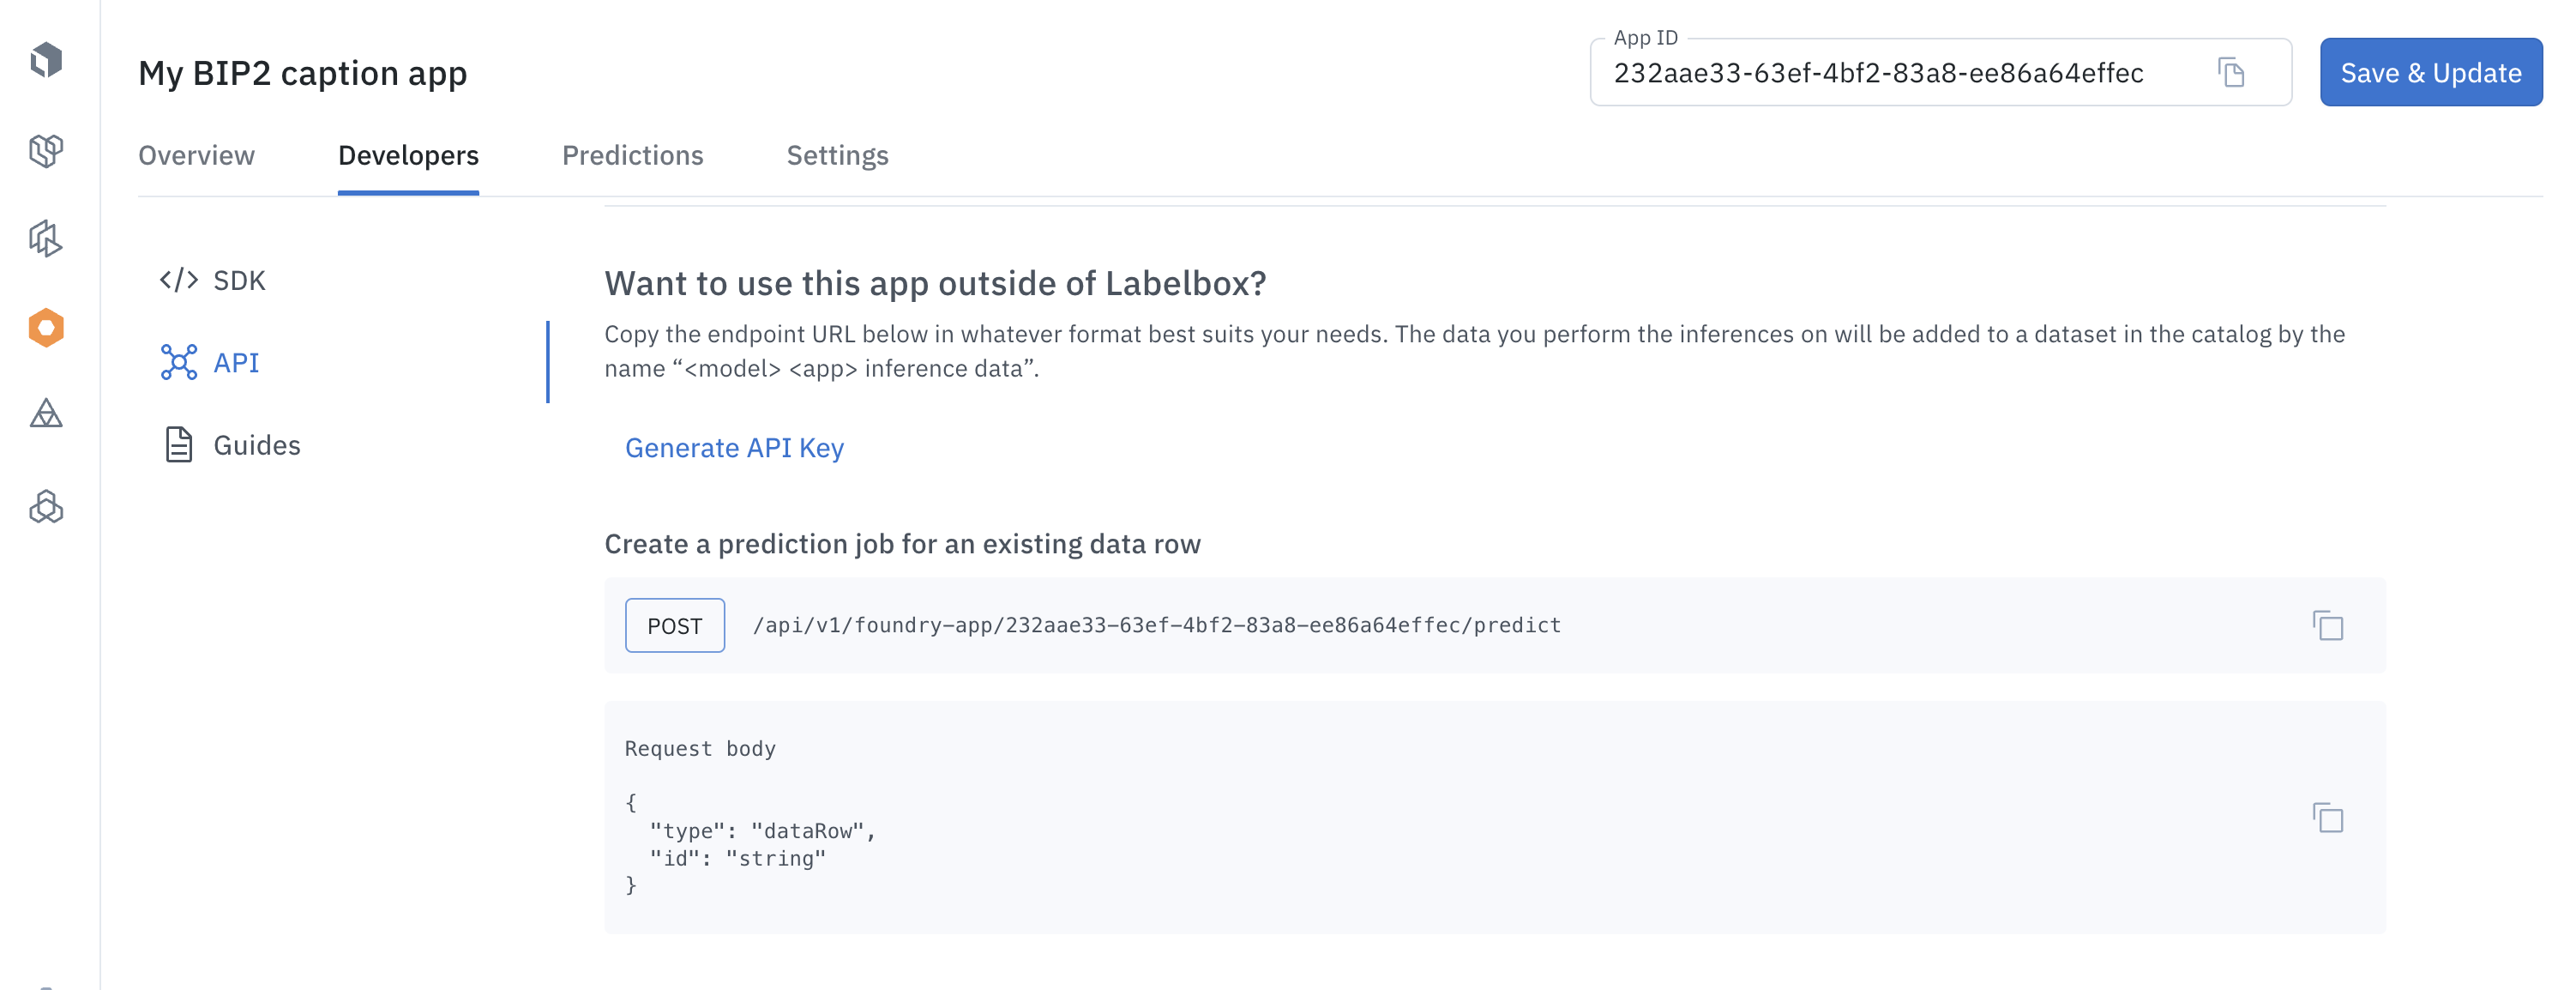 My BIP2 caption app
App ID
232aae33-63ef-4bf2-83a8-ee86a64effec
Save & Update
Overview
Developers
Predictions
Settings
</> SDK
API
Guides
Want to use this app outside of Labelbox?
Copy the endpoint URL below in whatever format best suits your needs. The data you perform the inferences on will be added to a dataset in the catalog by the
name “<model> <app> inference data”.
Generate API Key
Create a prediction job for an existing data row
POST /api/v1/foundry-app/232aae33-63ef-4bf2-83a8-ee86a64effec/predict
Request body
{
"type": "dataRow",
"id": "string"
}